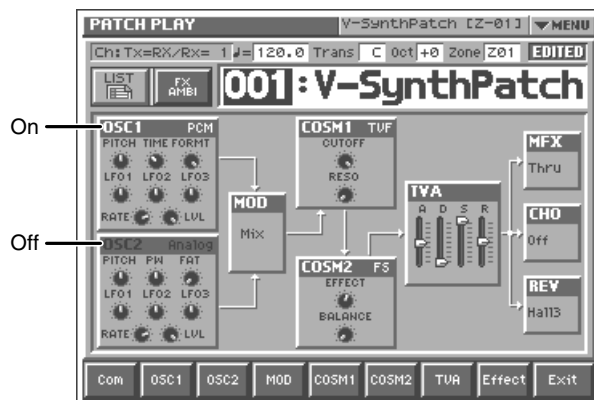 PATCH PLAY
V-SynthPatch [Z-01]
▼MENU
Ch:Tx=RX/Rx= 1 ♩=120.0 Trans C Oct +0 Zone Z01 EDITED
LIST
FX AMBI
001:V-SynthPatch
On
Off
OSC1 PCM
PITCH TIME FORMT
LFO1 LFO2 LFO3
RATE LVL
OSC2 Analog
PITCH PW FAT
LFO1 LFO2 LFO3
RATE LVL
MOD
Mix
COSM1 TVF
CUTOFF
RESO
COSM2 FS
EFFECT
BALANCE
TVA
A D S R
MFX
Thru
CHO
Off
REV
Hall3
Com OSC1 OSC2 MOD COSM1 COSM2 TVA Effect Exit